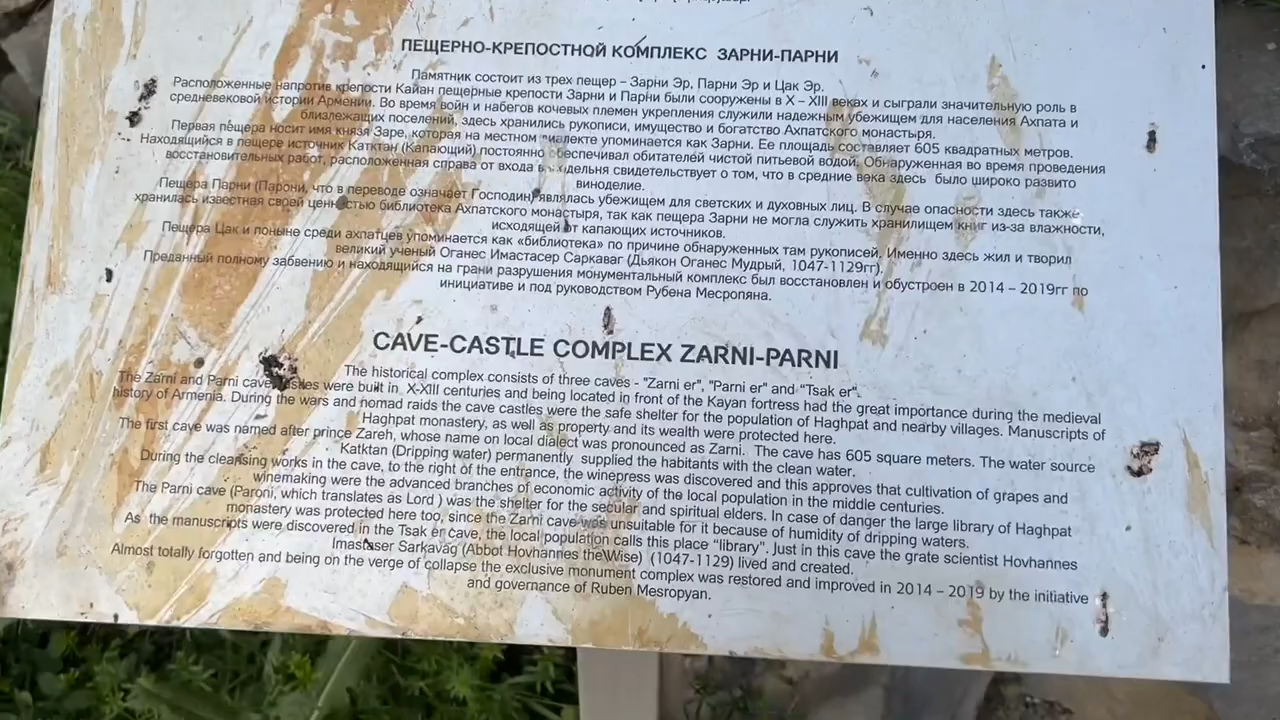 ПЕЩЕРНО-КРЕПОСТНОЙ КОМПЛЕКС ЗАРНИ-ПАРНИ
Памятник состоит из трех пещер – Зарни Эр, Парни Эр и Цак Эр.
Расположенные напротив крепости Кайан пещерные крепости Зарни и Парни были сооружены в X – XIII веках и сыграли значительную роль в
средневековой истории Армении. Во время войн и набегов кочевых племен укрепления служили надежным убежищем для населения Ахпата и
близлежащих поселений, здесь хранились рукописи, имущество и богатство Ахпатского монастыря.
Первая пещера носит имя князя Заре, которая на местном диалекте упоминается как Зарни. Ее площадь составляет 605 квадратных метров.
Находящийся в пещере источник Катктан (Капающий) постоянно обеспечивал обитателей чистой питьевой водой. Обнаруженная во время проведения
восстановительных работ, расположенная справа от входа винодельня свидетельствует о том, что в средние века здесь было широко развито
виноделие.
Пещера Парни (Парони, что в переводе означает Господин) являлась убежищем для светских и духовных лиц. В случае опасности здесь также
хранилась известная своей ценностью библиотека Ахпатского монастыря, так как пещера Зарни не могла служить хранилищем книг из-за влажности,
исходящей от капающих источников.
Пещера Цак и поныне среди ахпатцев упоминается как «библиотека» по причине обнаруженных там рукописей. Именно здесь жил и творил
великий ученый Оганес Имастасер Саркаваг (Дьякон Оганес Мудрый, 1047-1129гг).
Преданный полному забвению и находящийся на грани разрушения монументальный комплекс был восстановлен и обустроен в 2014 – 2019гг по
инициативе и под руководством Рубена Месропяна.
CAVE-CASTLE COMPLEX ZARNI-PARNI
The historical complex consists of three caves - "Zarni er", "Parni er" and "Tsak er".
The Zarni and Parni cave castles were built in X-XIII centuries and being located in front of the Kayan fortress had the great importance during the medieval
history of Armenia. During the wars and nomad raids the cave castles were the safe shelter for the population of Haghpat and nearby villages. Manuscripts of
Haghpat monastery, as well as property and its wealth were protected here.
The first cave was named after prince Zareh, whose name on local dialect was pronounced as Zarni. The cave has 605 square meters. The water source
Katktan (Dripping water) permanently supplied the habitants with the clean water.
During the cleansing works in the cave, to the right of the entrance, the winepress was discovered and this approves that cultivation of grapes and
winemaking were the advanced branches of economic activity of the local population in the middle centuries.
The Parni cave (Paroni, which translates as Lord ) was the shelter for the secular and spiritual elders. In case of danger the large library of Haghpat
monastery was protected here too, since the Zarni cave was unsuitable for it because of humidity of dripping waters.
As the manuscripts were discovered in the Tsak er cave, the local population calls this place "library". Just in this cave the grate scientist Hovhannes
Imastaser Sarkavag (Abbot Hovhannes the Wise) (1047-1129) lived and created.
Almost totally forgotten and being on the verge of collapse the exclusive monument complex was restored and improved in 2014 – 2019 by the initiative
and governance of Ruben Mesropyan.